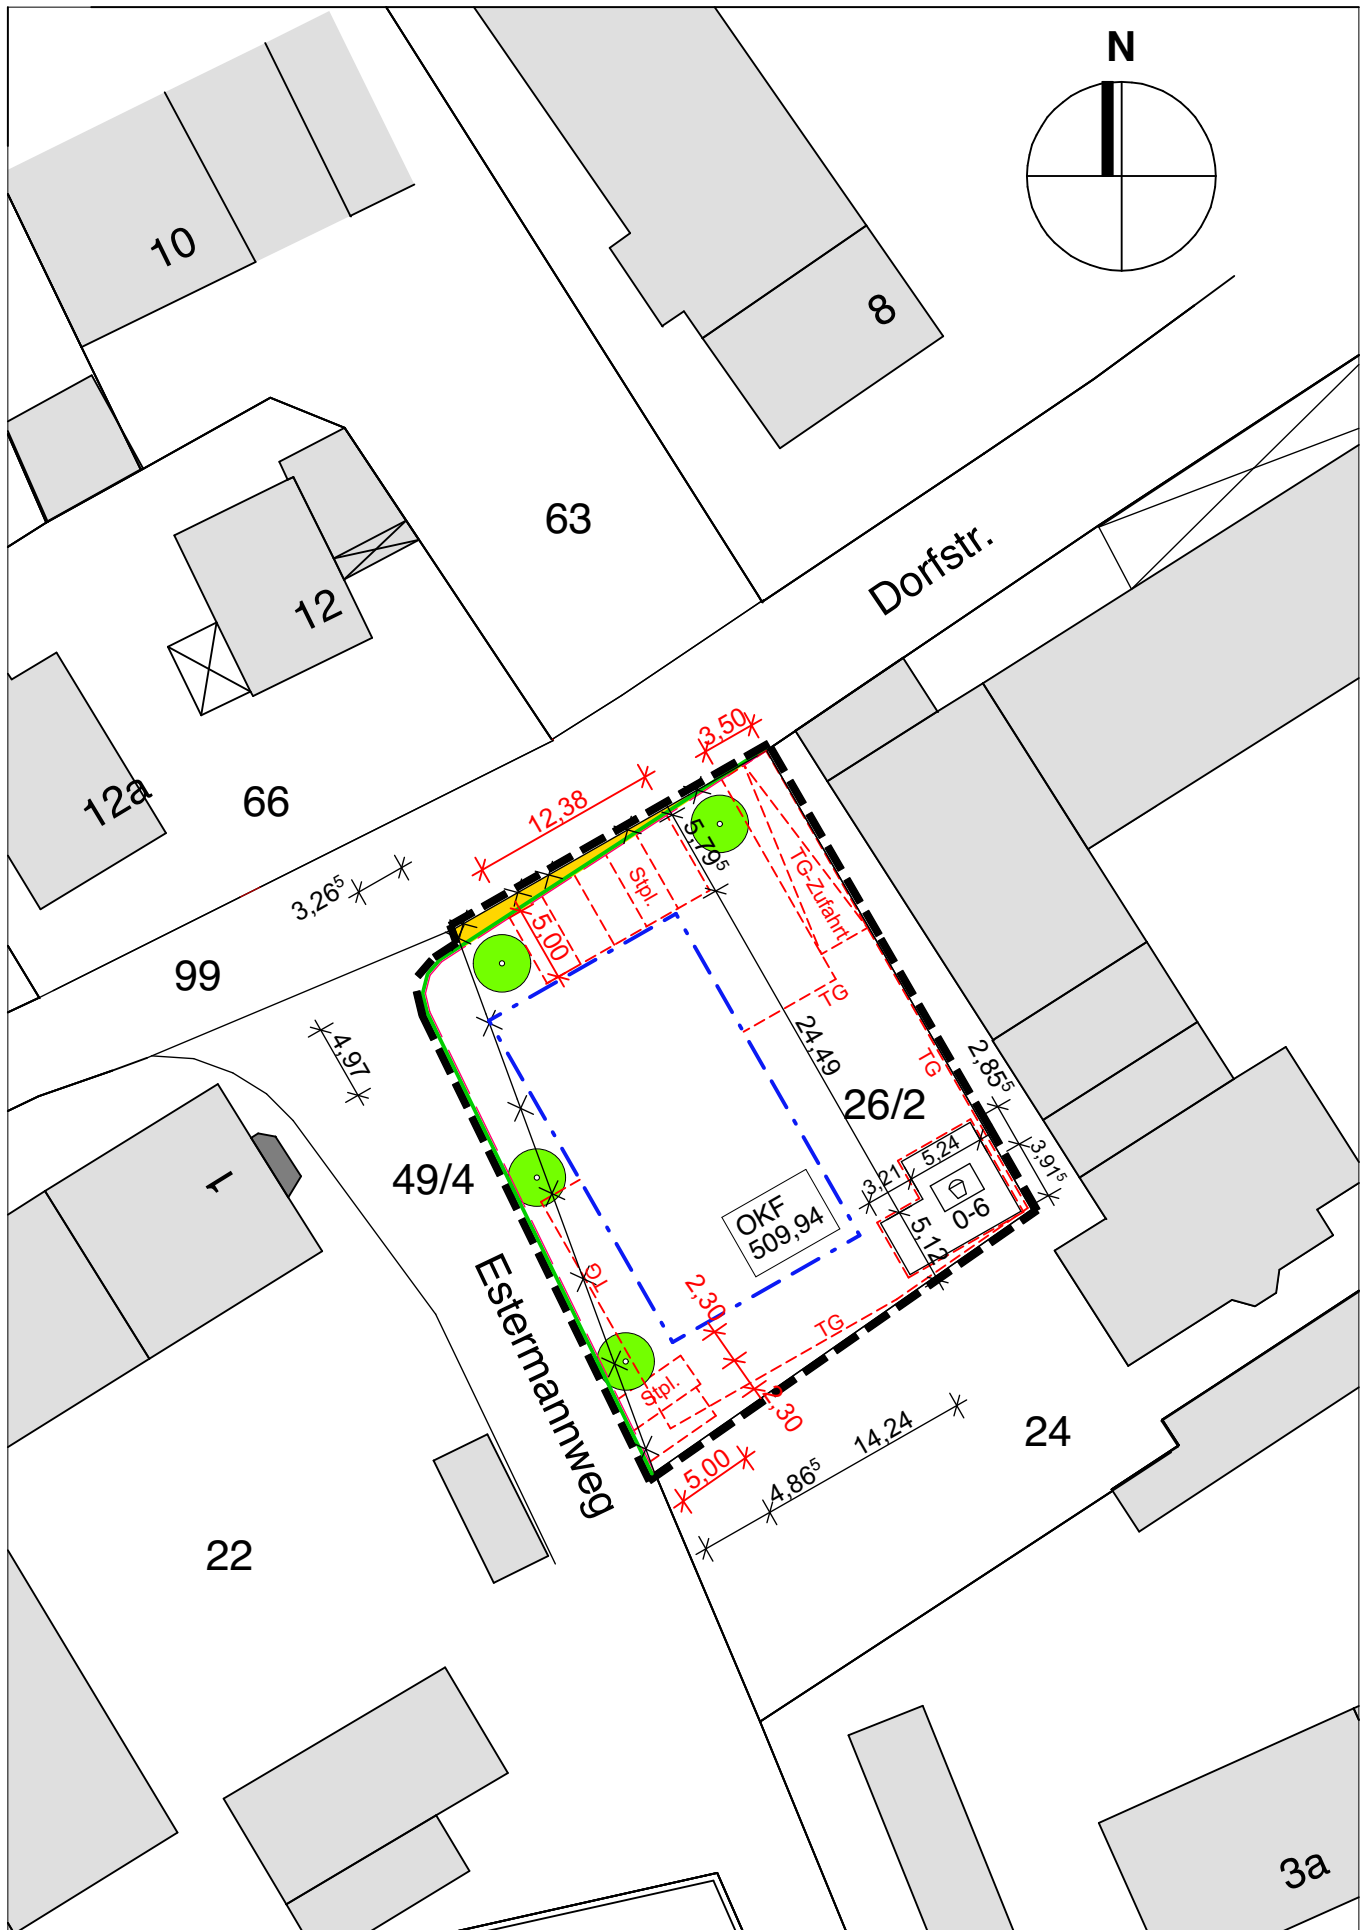 N
10
8
63
Dorfstr.
12
12a
66
3,50
12,38
5,79⁵
Stpl.
TG-Zufahrt
3,26⁵
5,00
99
TG
4,97
24,49
TG
2,85⁵
26/2
49/4
1
5,24
3,91⁵
3,21
0-6
5,12
OKF
509,94
TG
2,30
TG
Estermannweg
Stpl.
1,30
14,24
24
5,00
4,86⁵
22
3a